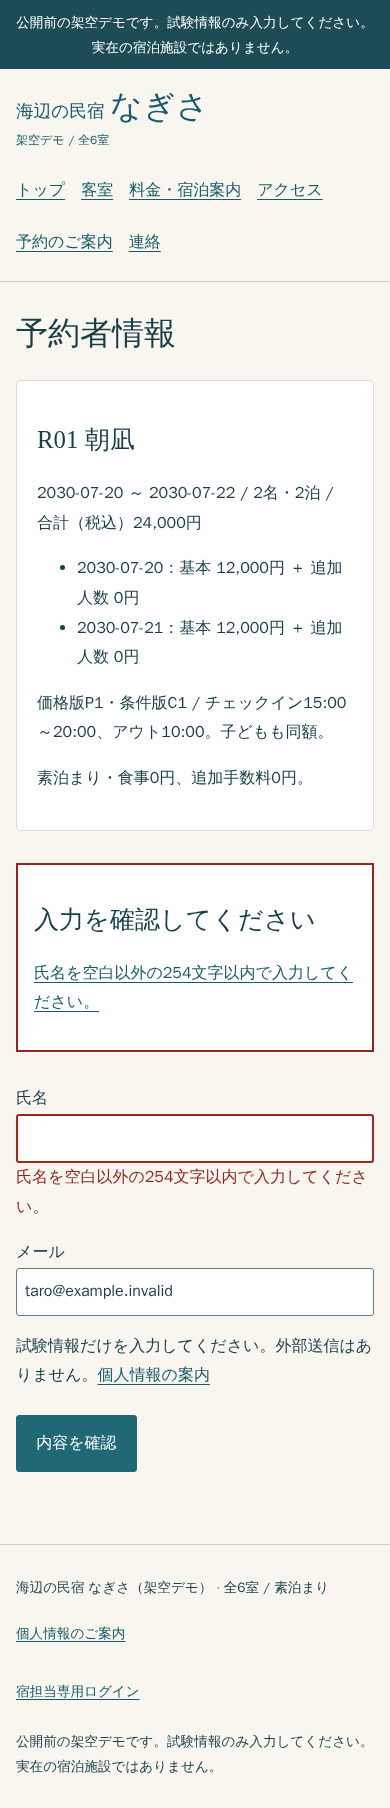 公開前の架空デモです。試験情報のみ入力してください。
実在の宿泊施設ではありません。
海辺の民宿 なぎさ
架空デモ / 全6室
トップ 客室 料金・宿泊案内 アクセス
予約のご案内 連絡
予約者情報
R01 朝凪
2030-07-20 ～ 2030-07-22 / 2名・2泊 /
合計（税込）24,000円
• 2030-07-20：基本 12,000円 ＋ 追加
人数 0円
• 2030-07-21：基本 12,000円 ＋ 追加
人数 0円
価格版P1・条件版C1 / チェックイン15:00
～20:00、アウト10:00。子どもも同額。
素泊まり・食事0円、追加手数料0円。
入力を確認してください
氏名を空白以外の254文字以内で入力してく
ださい。
氏名
氏名を空白以外の254文字以内で入力してくださ
い。
メール
taro@example.invalid
試験情報だけを入力してください。外部送信はあ
りません。個人情報の案内
内容を確認
海辺の民宿 なぎさ（架空デモ） · 全6室 / 素泊まり
個人情報のご案内
宿担当専用ログイン
公開前の架空デモです。試験情報のみ入力してください。
実在の宿泊施設ではありません。